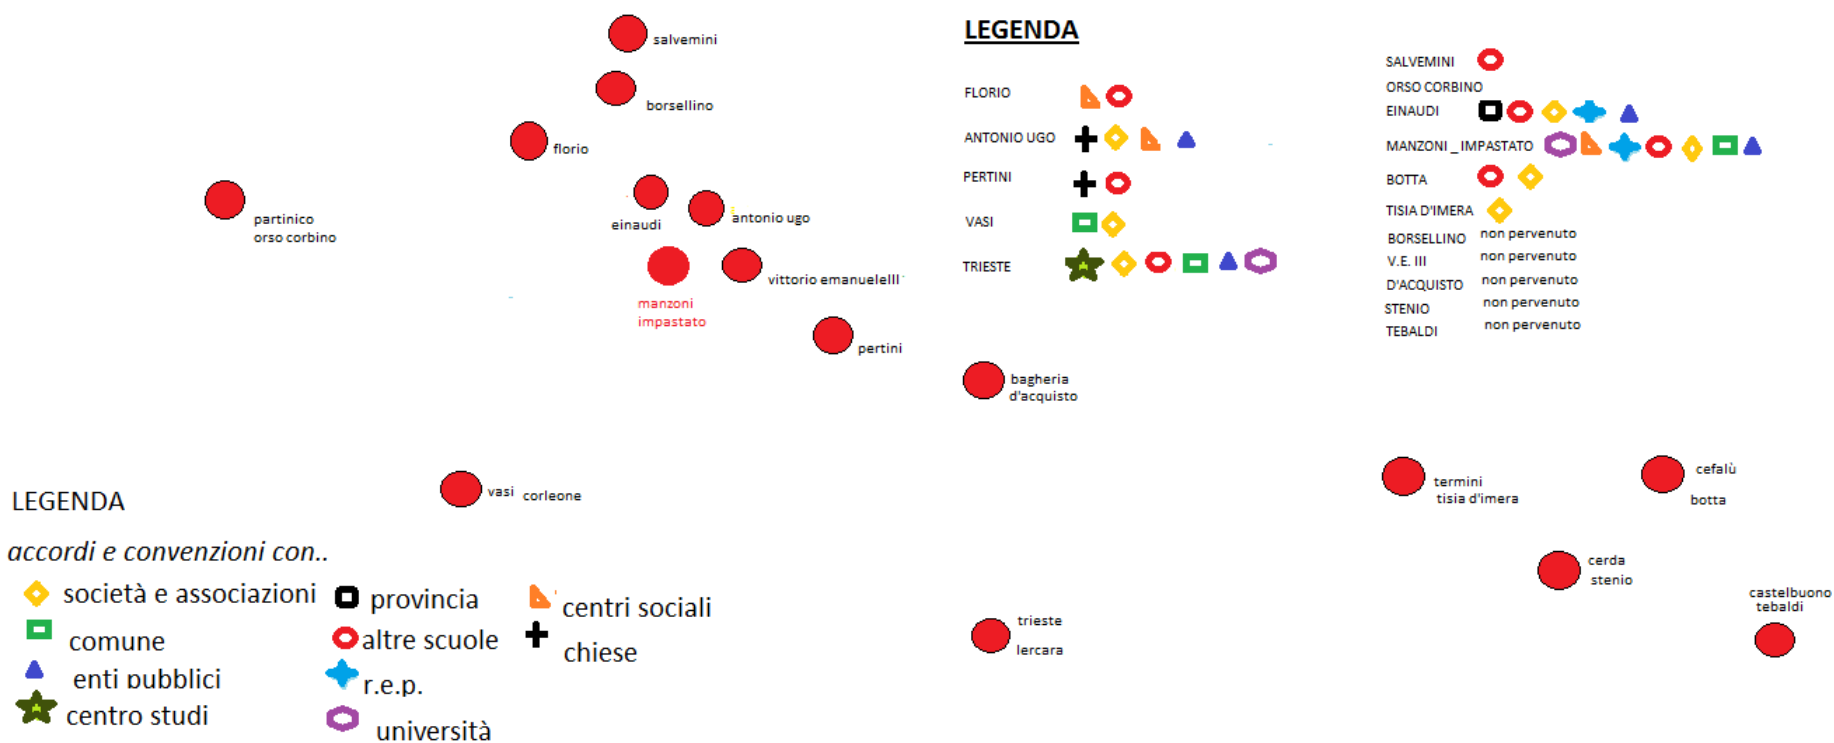 salvemini
borsellino
florio
partinico
orso corbino
einaudi
antonio ugo
vittorio emanueleIII
manzoni
impastato
pertini
LEGENDA
FLORIO
ANTONIO UGO
PERTINI
VASI
TRIESTE
SALVEMINI
ORSO CORBINO
EINAUDI
MANZONI _ IMPASTATO
BOTTA
TISIA D'IMERA
BORSELLINO non pervenuto
V.E. III non pervenuto
D'ACQUISTO non pervenuto
STENIO non pervenuto
TEBALDI non pervenuto
bagheria
d'acquisto
vasi corleone
termini
tisia d'imera
cefalù
botta
cerda
stenio
castelbuono
tebaldi
trieste
lercara
LEGENDA
accordi e convenzioni con..
società e associazioni
comune
enti pubblici
centro studi
provincia
altre scuole
r.e.p.
università
centri sociali
chiese